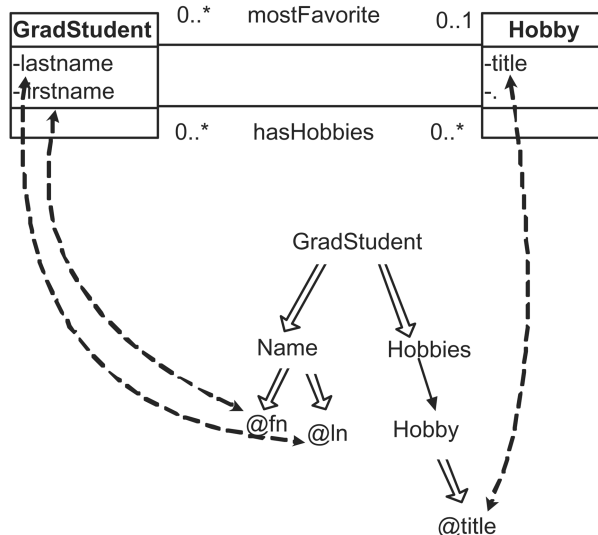 0..* mostFavorite 0..1
GradStudent Hobby
-lastname -title
-firstname -.
0..* hasHobbies 0..*
GradStudent
Name Hobbies
@fn @ln Hobby
@title